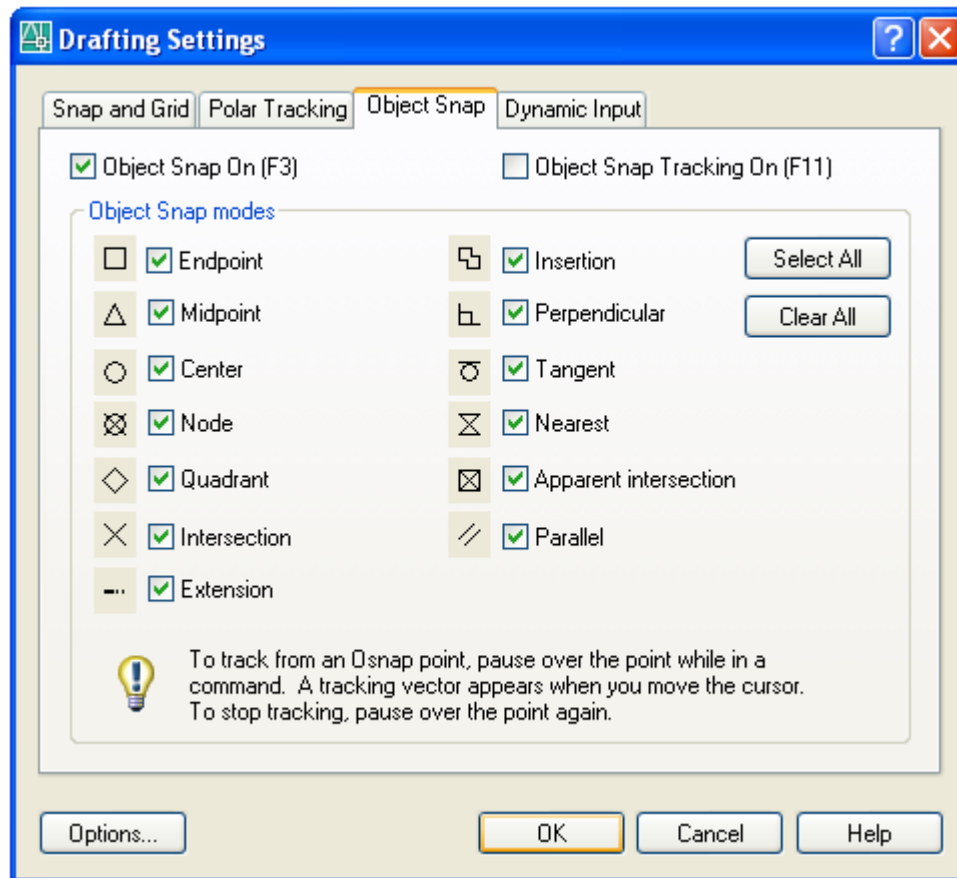 Drafting Settings
Snap and Grid Polar Tracking Object Snap Dynamic Input
Object Snap On (F3) Object Snap Tracking On (F11)
Object Snap modes
Endpoint Insertion Select All
Midpoint Perpendicular Clear All
Center Tangent
Node Nearest
Quadrant Apparent intersection
Intersection Parallel
Extension
To track from an Osnap point, pause over the point while in a
command. A tracking vector appears when you move the cursor.
To stop tracking, pause over the point again.
Options... OK Cancel Help